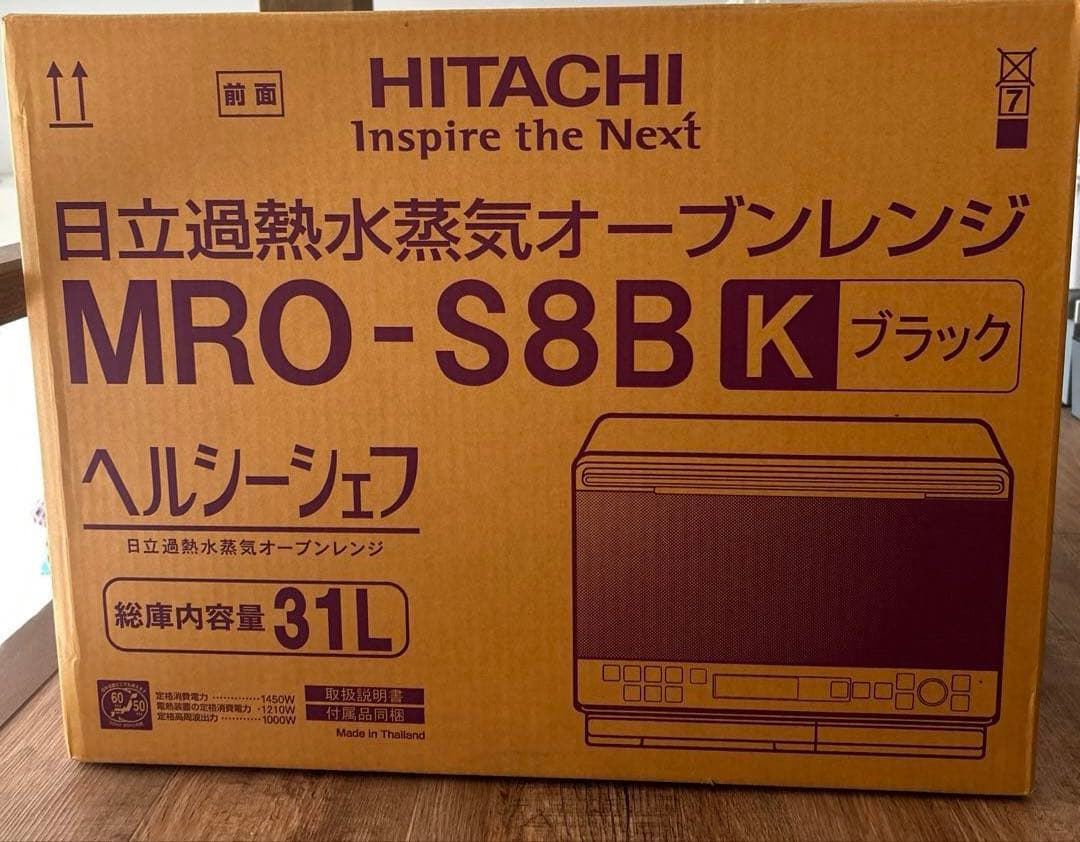 前面
HITACHI
Inspire the Next
7
日立過熱水蒸気オーブンレンジ
MRO-S8B K ブラック
ヘルシーシェフ
日立過熱水蒸気オーブンレンジ
総庫内容量 31L
60 50
定格消費電力 ············1450W
電熱装置の定格消費電力 ·1210W
定格高周波出力 ··········1000W
取扱説明書
付属品同梱
Made in Thailand